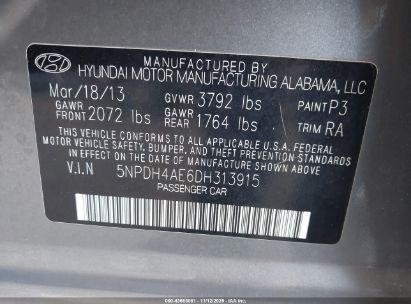 MANUFACTURED BY
HYUNDAI MOTOR MANUFACTURING ALABAMA, LLC
Mar/18/13 GVWR 3792 lbs PAINT P3
GAWR FRONT 2072 lbs GAWR REAR 1764 lbs TRIM RA
THIS VEHICLE CONFORMS TO ALL APPLICABLE U.S.A FEDERAL
MOTOR VEHICLE SAFETY, BUMPER, AND THEFT PREVENTION STANDARDS
IN EFFECT ON THE DATE OF MANUFACTURE SHOWN ABOVE.
V.I.N 5NPDH4AE6DH313915
PASSENGER CAR